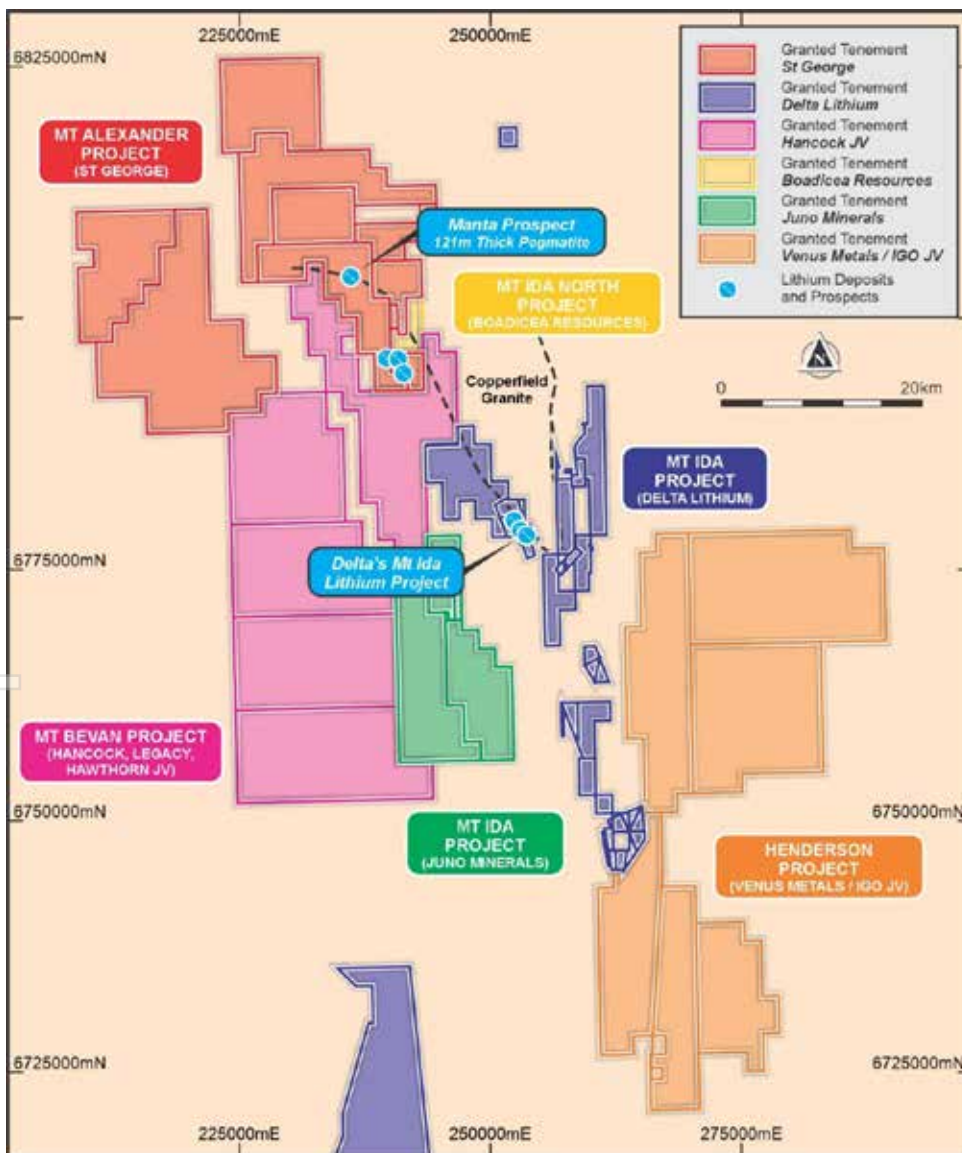 225000mE
250000mE
6825000mN
Granted Tenement
St George
Granted Tenement
Delta Lithium
Granted Tenement
Hancock JV
Granted Tenement
Boadicea Resources
Granted Tenement
Juno Minerals
Granted Tenement
Venus Metals / IGO JV
Lithium Deposits
and Prospects
MT ALEXANDER
PROJECT
(ST GEORGE)
Manta Prospect
121m Thick Pegmatite
MT IDA NORTH
PROJECT
(BOADICEA RESOURCES)
N
0
20km
Copperfield
Granite
MT IDA
PROJECT
(DELTA LITHIUM)
6775000mN
Delta's Mt Ida
Lithium Project
MT BEVAN PROJECT
(HANCOCK, LEGACY,
HAWTHORN JV)
6750000mN
6750000mN
MT IDA
PROJECT
(JUNO MINERALS)
HENDERSON
PROJECT
(VENUS METALS / IGO JV)
6725000mN
6725000mN
225000mE
250000mE
275000mE